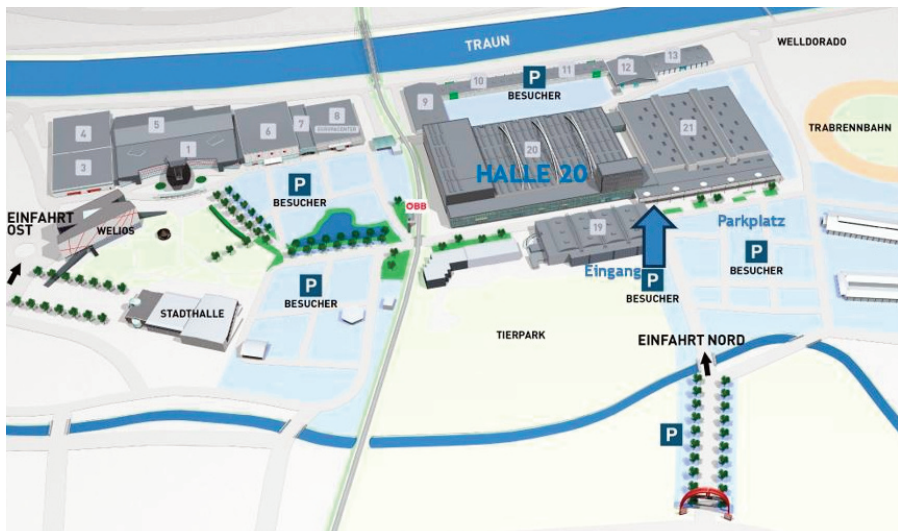 TRAUN
WELLDORADO
13
12
11
10
P
BESUCHER
9
8
EUROPACENTER
7
6
5
4
3
1
21
20
HALLE 20
TRABRENNBAHN
P
BESUCHER
ÖBB
EINFAHRT
OST
WELIOS
19
Parkplatz
P
BESUCHER
Eingang
P
BESUCHER
P
BESUCHER
STADTHALLE
TIERPARK
EINFAHRT NORD
P